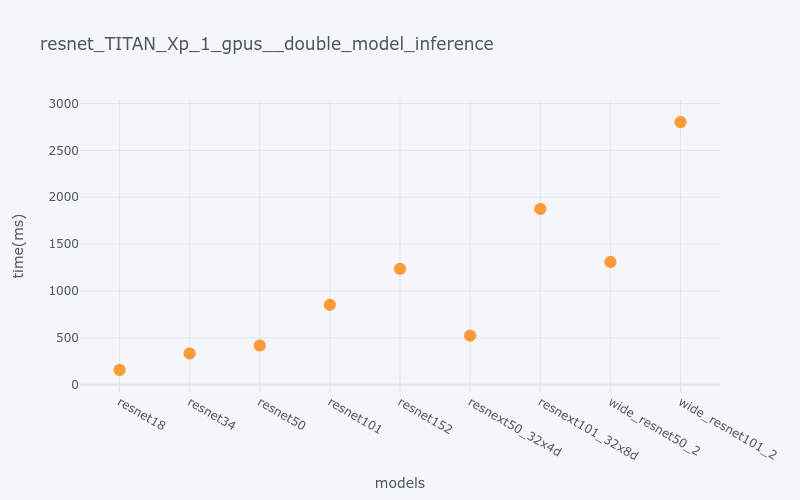 resnet_TITAN_Xp_1_gpus__double_model_inference
3000
2500
2000
1500
1000
500
0
time(ms)
resnet18
resnet34
resnet50
resnet101
resnet152
resnext50_32x4d
resnext101_32x8d
wide_resnet50_2
wide_resnet101_2
models